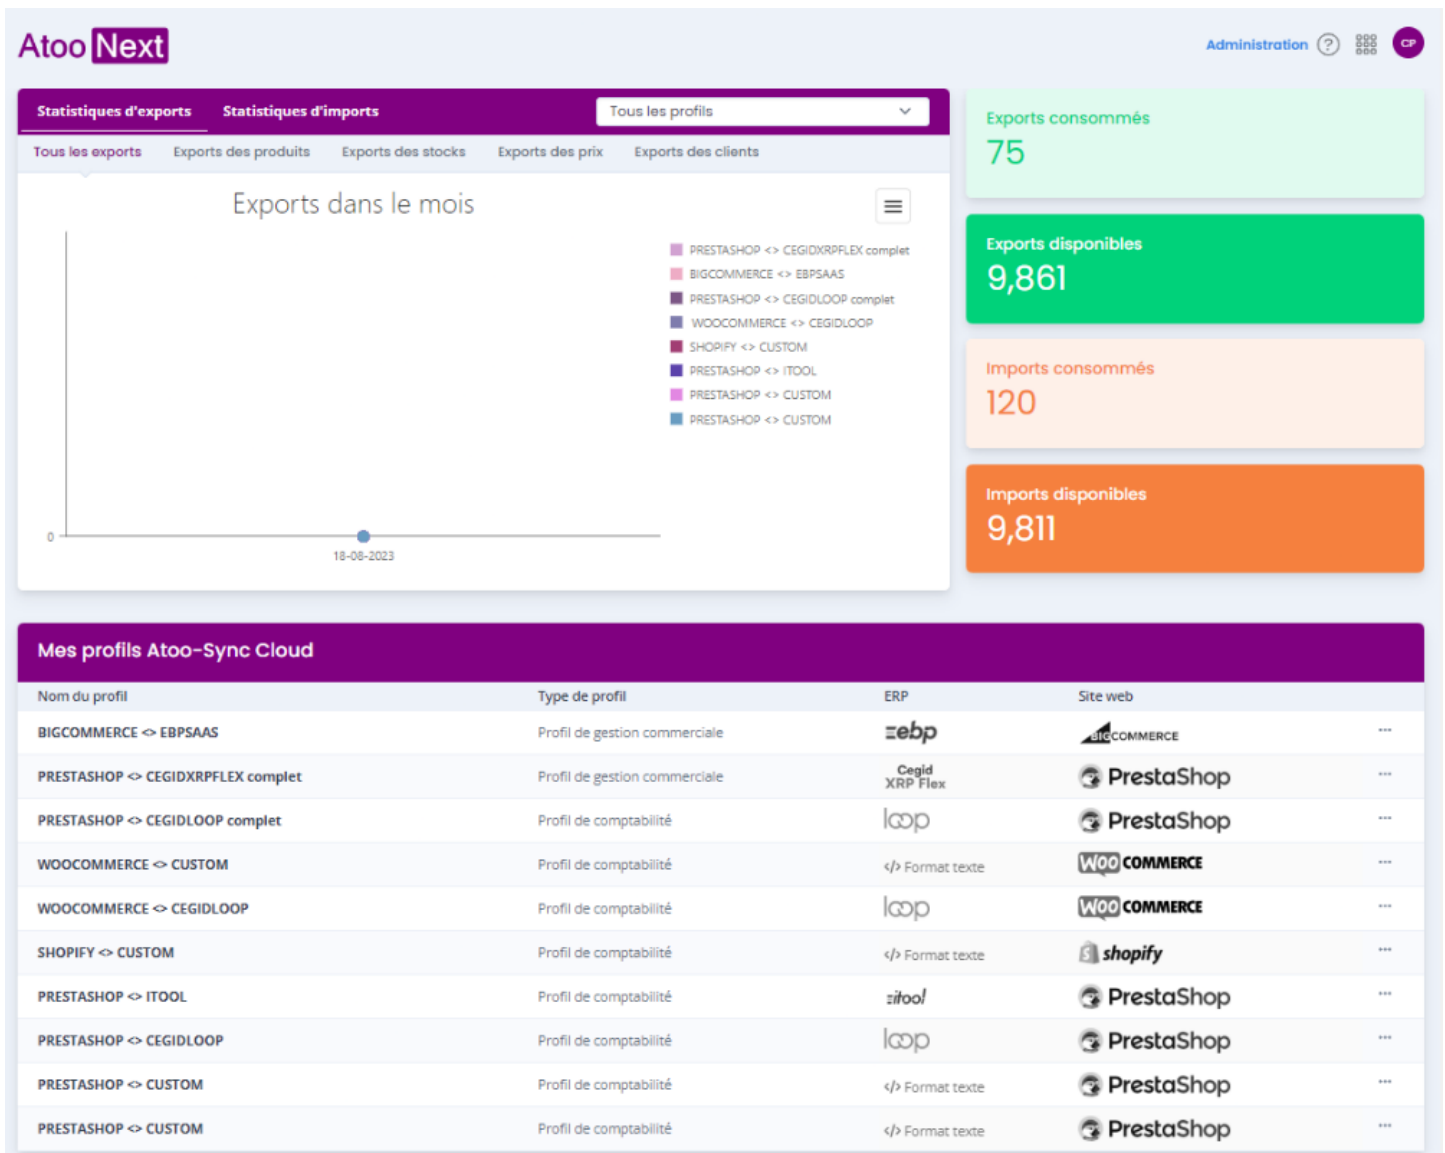 Atoo Next
Administration ? CP
Statistiques d'exports Statistiques d'imports Tous les profils
Tous les exports Exports des produits Exports des stocks Exports des prix Exports des clients
Exports dans le mois
PRESTASHOP <> CEGIDXRPFLEX complet
BIGCOMMERCE <> EBPSAAS
PRESTASHOP <> CEGIDLOOP complet
WOOCOMMERCE <> CEGIDLOOP
SHOPIFY <> CUSTOM
PRESTASHOP <> ITOOL
PRESTASHOP <> CUSTOM
PRESTASHOP <> CUSTOM
0
18-08-2023
Exports consommés
75
Exports disponibles
9,861
Imports consommés
120
Imports disponibles
9,811
Mes profils Atoo-Sync Cloud
Nom du profil Type de profil ERP Site web
BIGCOMMERCE <> EBPSAAS Profil de gestion commerciale ebp BIGCOMMERCE ...
PRESTASHOP <> CEGIDXRPFLEX complet Profil de gestion commerciale Cegid XRP Flex PrestaShop ...
PRESTASHOP <> CEGIDLOOP complet Profil de comptabilité loop PrestaShop ...
WOOCOMMERCE <> CUSTOM Profil de comptabilité </> Format texte WOO COMMERCE ...
WOOCOMMERCE <> CEGIDLOOP Profil de comptabilité loop WOO COMMERCE ...
SHOPIFY <> CUSTOM Profil de comptabilité </> Format texte shopify ...
PRESTASHOP <> ITOOL Profil de comptabilité itool PrestaShop ...
PRESTASHOP <> CEGIDLOOP Profil de comptabilité loop PrestaShop ...
PRESTASHOP <> CUSTOM Profil de comptabilité </> Format texte PrestaShop ...
PRESTASHOP <> CUSTOM Profil de comptabilité </> Format texte PrestaShop ...